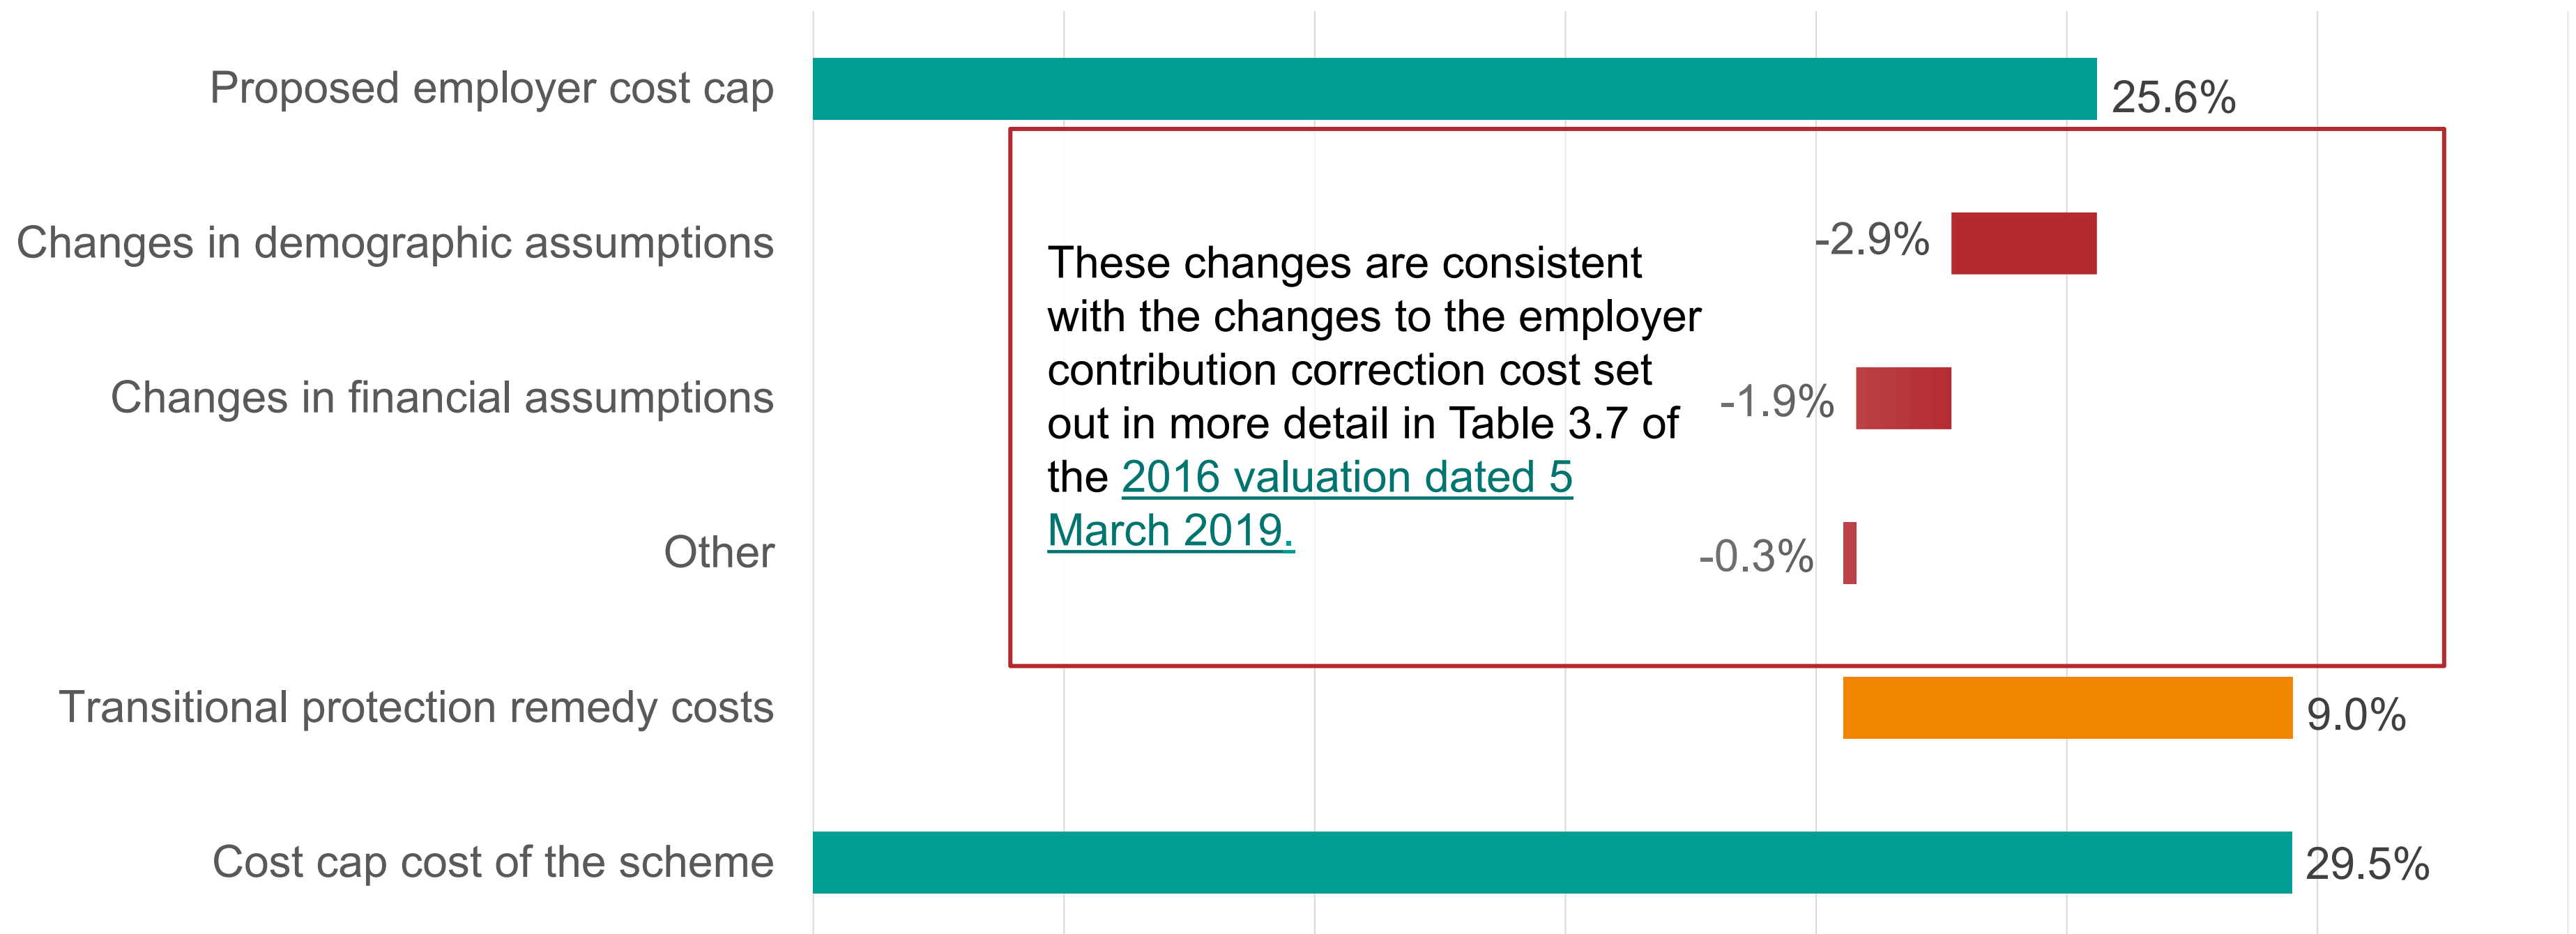 Proposed employer cost cap
25.6%
Changes in demographic assumptions
-2.9%
These changes are consistent
with the changes to the employer
contribution correction cost set
out in more detail in Table 3.7 of
the 2016 valuation dated 5
March 2019.
Changes in financial assumptions
-1.9%
Other
-0.3%
Transitional protection remedy costs
9.0%
Cost cap cost of the scheme
29.5%